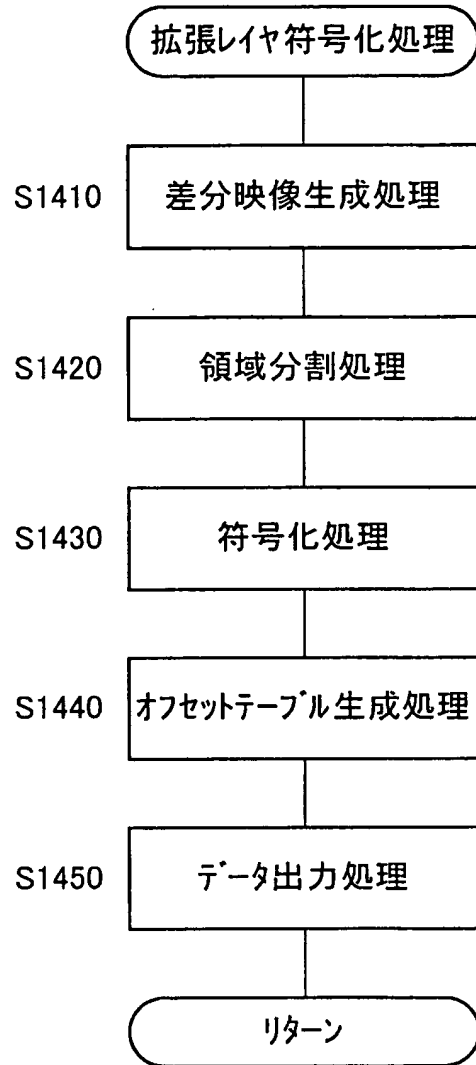 拡張レイヤ符号化処理
S1410 差分映像生成処理
S1420 領域分割処理
S1430 符号化処理
S1440 オフセットテーブル生成処理
S1450 データ出力処理
リターン